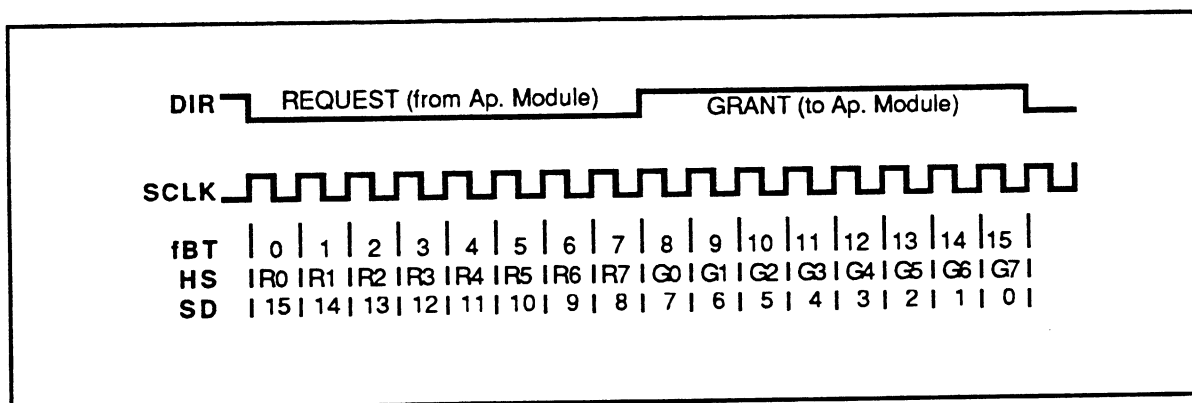 DIR REQUEST (from Ap. Module) GRANT (to Ap. Module)
SCLK
fBT | 0 | 1 | 2 | 3 | 4 | 5 | 6 | 7 | 8 | 9 | 10 | 11 | 12 | 13 | 14 | 15 |
HS | R0 | R1 | R2 | R3 | R4 | R5 | R6 | R7 | G0 | G1 | G2 | G3 | G4 | G5 | G6 | G7 |
SD | 15 | 14 | 13 | 12 | 11 | 10 | 9 | 8 | 7 | 6 | 5 | 4 | 3 | 2 | 1 | 0 |